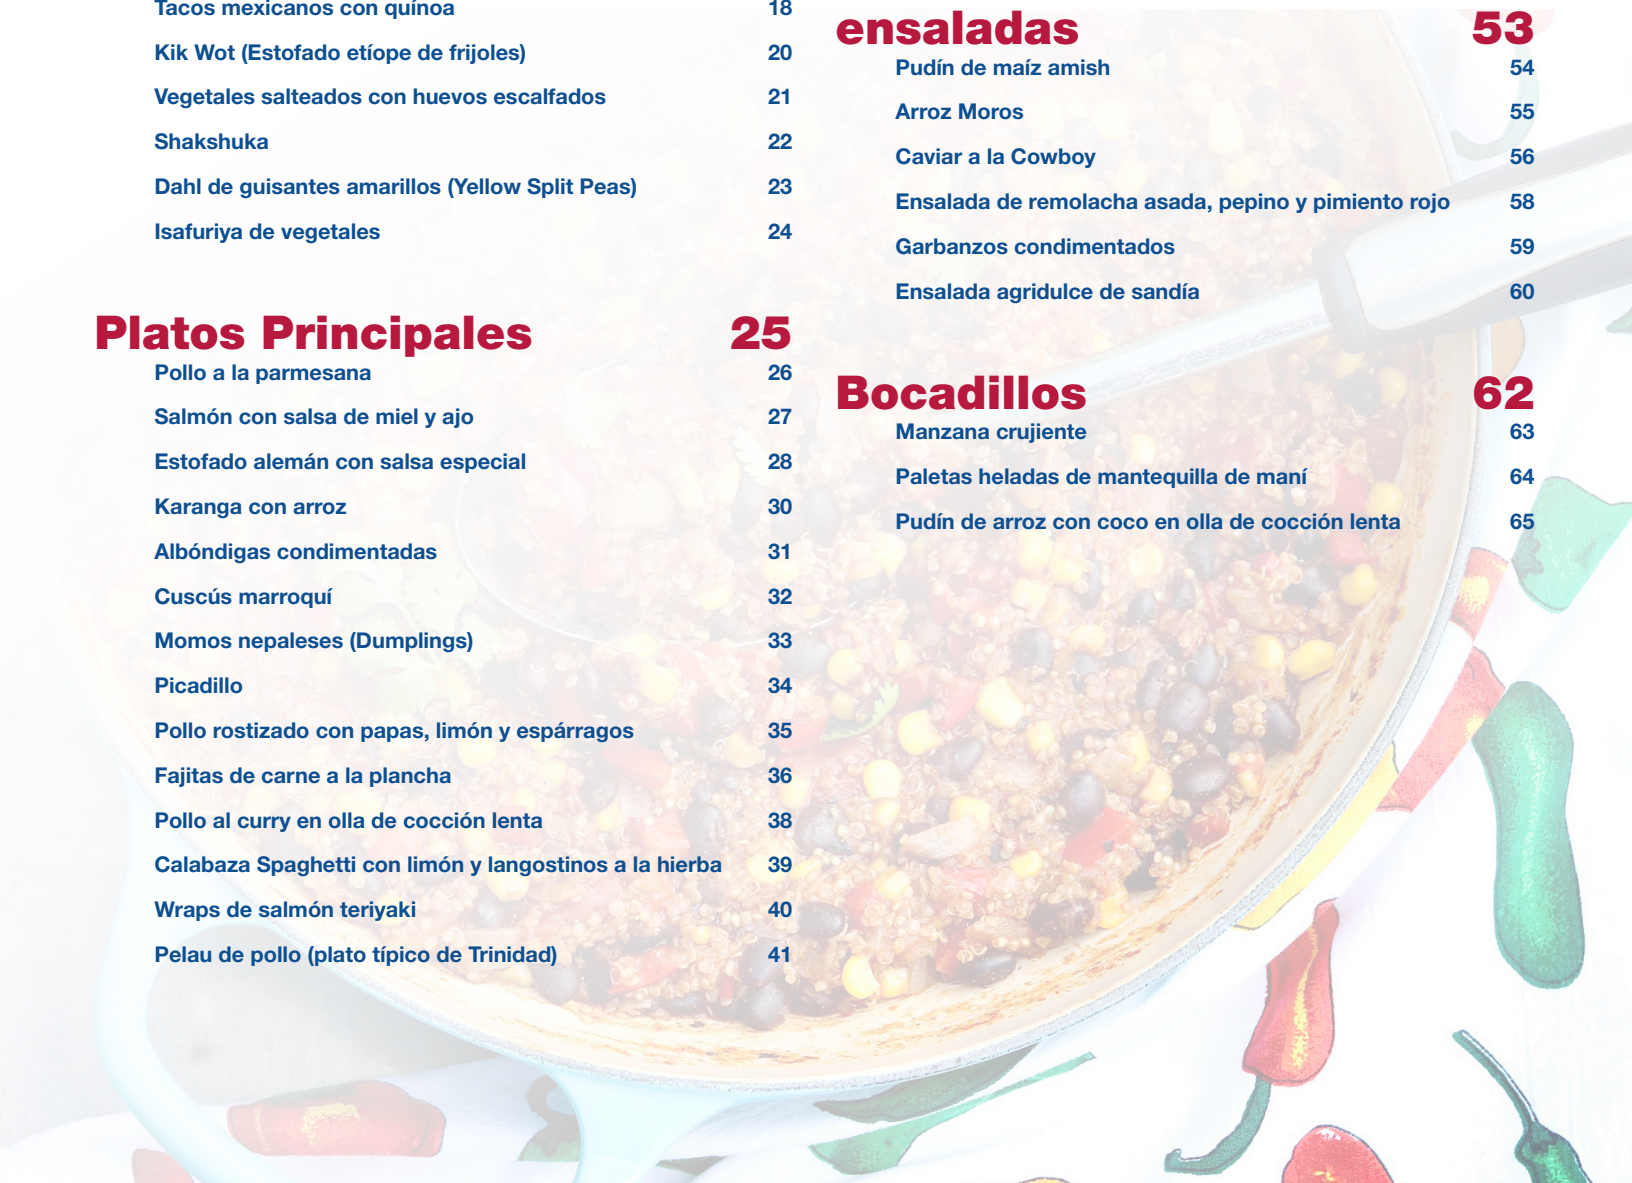 Tacos mexicanos con quínoa 18
Kik Wot (Estofado etíope de frijoles) 20
Vegetales salteados con huevos escalfados 21
Shakshuka 22
Dahl de guisantes amarillos (Yellow Split Peas) 23
Isafuriya de vegetales 24
Platos Principales 25
Pollo a la parmesana 26
Salmón con salsa de miel y ajo 27
Estofado alemán con salsa especial 28
Karanga con arroz 30
Albóndigas condimentadas 31
Cuscús marroquí 32
Momos nepaleses (Dumplings) 33
Picadillo 34
Pollo rostizado con papas, limón y espárragos 35
Fajitas de carne a la plancha 36
Pollo al curry en olla de cocción lenta 38
Calabaza Spaghetti con limón y langostinos a la hierba 39
Wraps de salmón teriyaki 40
Pelau de pollo (plato típico de Trinidad) 41
ensaladas 53
Pudín de maíz amish 54
Arroz Moros 55
Caviar a la Cowboy 56
Ensalada de remolacha asada, pepino y pimiento rojo 58
Garbanzos condimentados 59
Ensalada agridulce de sandía 60
Bocadillos 62
Manzana crujiente 63
Paletas heladas de mantequilla de maní 64
Pudín de arroz con coco en olla de cocción lenta 65